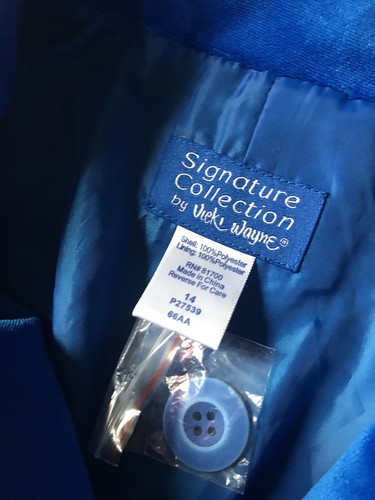 Signature
Collection
by Vicki Wayne®
Shell: 100%Polyester
Lining: 100%Polyester
RN# 81700
Made in China
Reverse For Care
14
P27539
66AA